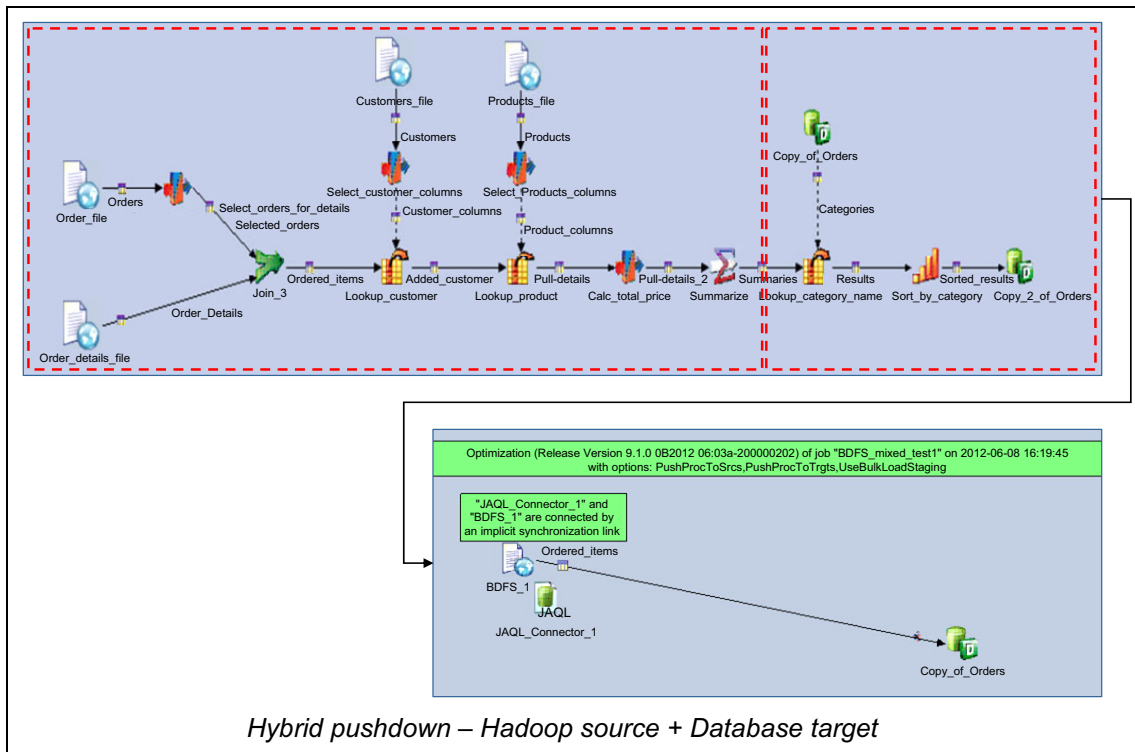 Customers_file
Products_file
Customers
Products
Copy_of_Orders
Select_customer_columns
Select_Products_columns
Orders
Order_file
Select_orders_for_details
Selected_orders
Customer_columns
Product_columns
Categories
Join_3
Ordered_items
Lookup_customer
Added_customer
Lookup_product
Pull-details
Calc_total_price
Pull-details_2
Summarize
Summaries
Lookup_category_name
Results
Sort_by_category
Sorted_results
Copy_2_of_Orders
Order_Details
Order_details_file
Optimization (Release Version 9.1.0 0B2012 06:03a-200000202) of job "BDFS_mixed_test1" on 2012-06-08 16:19:45
with options: PushProcToSrcs,PushProcToTrgts,UseBulkLoadStaging
"JAQL_Connector_1" and
"BDFS_1" are connected by
an implicit synchronization link
Ordered_items
BDFS_1
JAQL
JAQL_Connector_1
Copy_of_Orders
Hybrid pushdown – Hadoop source + Database target